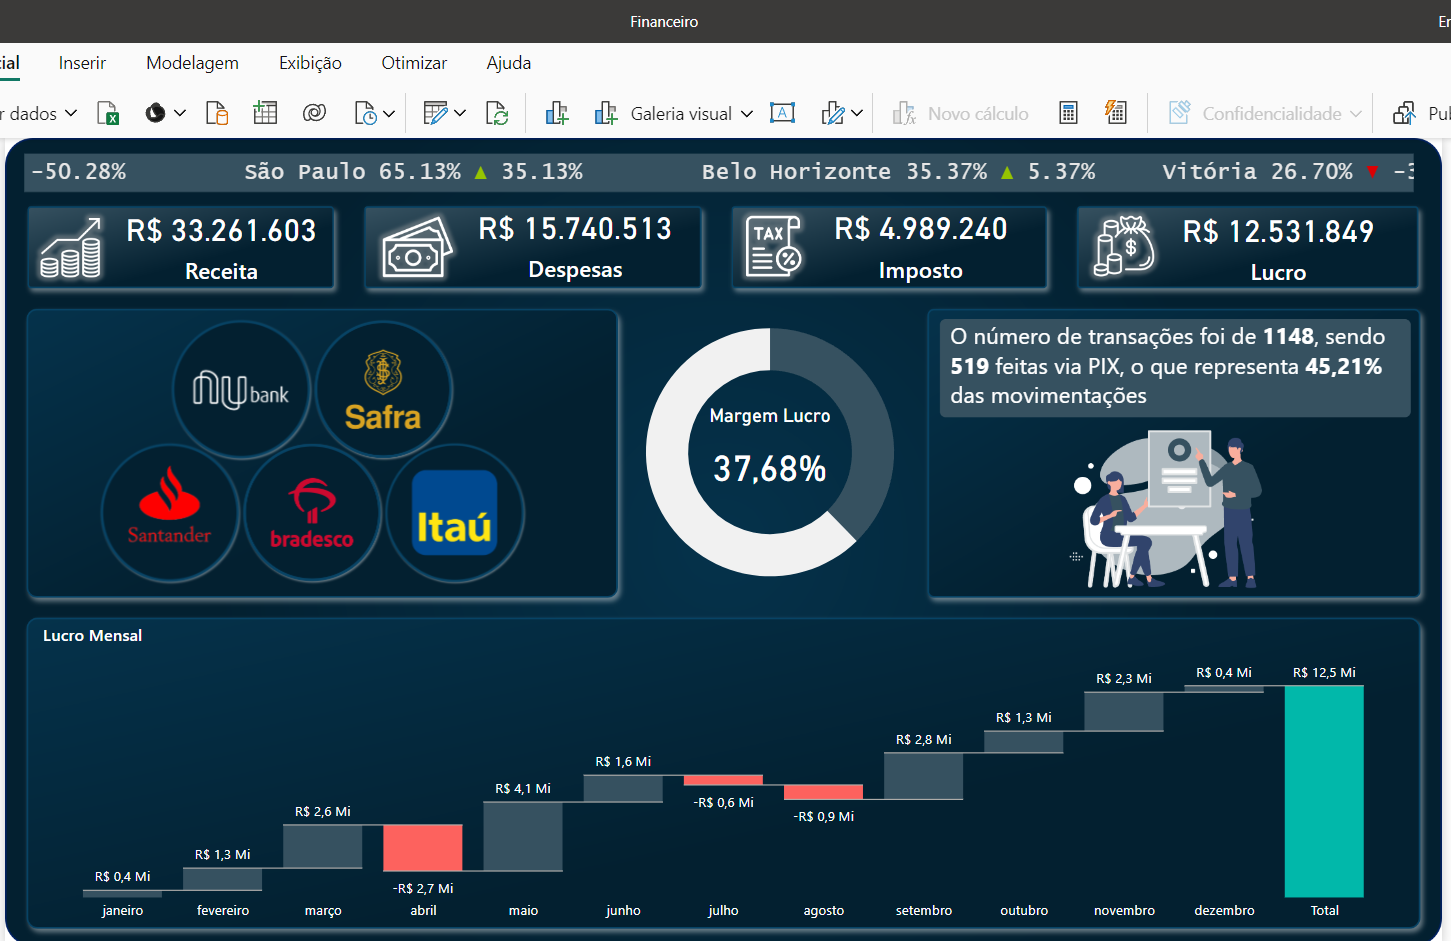 Financeiro
Inserir Modelagem Exibição Otimizar Ajuda
dados Galeria visual Novo cálculo Confidencialidade
-50.28% São Paulo 65.13% ▲ 35.13% Belo Horizonte 35.37% ▲ 5.37% Vitória 26.70% ▼
R$ 33.261.603
Receita
R$ 15.740.513
Despesas
TAX
R$ 4.989.240
Imposto
R$ 12.531.849
Lucro
nu bank
Safra
Santander
bradesco
Itaú
Margem Lucro
37,68%
O número de transações foi de 1148, sendo
519 feitas via PIX, o que representa 45,21%
das movimentações
Lucro Mensal
R$ 0,4 Mi
R$ 1,3 Mi
R$ 2,6 Mi
-R$ 2,7 Mi
R$ 4,1 Mi
R$ 1,6 Mi
-R$ 0,6 Mi
-R$ 0,9 Mi
R$ 2,8 Mi
R$ 1,3 Mi
R$ 2,3 Mi
R$ 0,4 Mi
R$ 12,5 Mi
janeiro fevereiro março abril maio junho julho agosto setembro outubro novembro dezembro Total